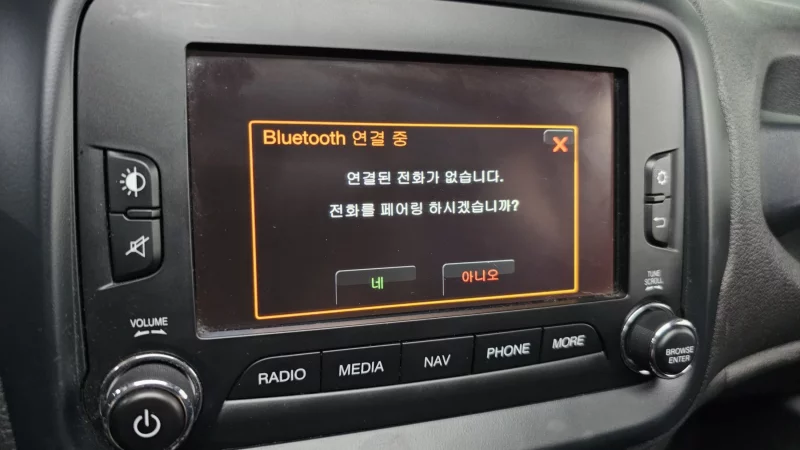 Bluetooth 연결 중
연결된 전화가 없습니다.
전화를 페어링 하시겠습니까?
네
아니오
VOLUME
TUNE
SCROLL
RADIO
MEDIA
NAV
PHONE
MORE
BROWSE
ENTER